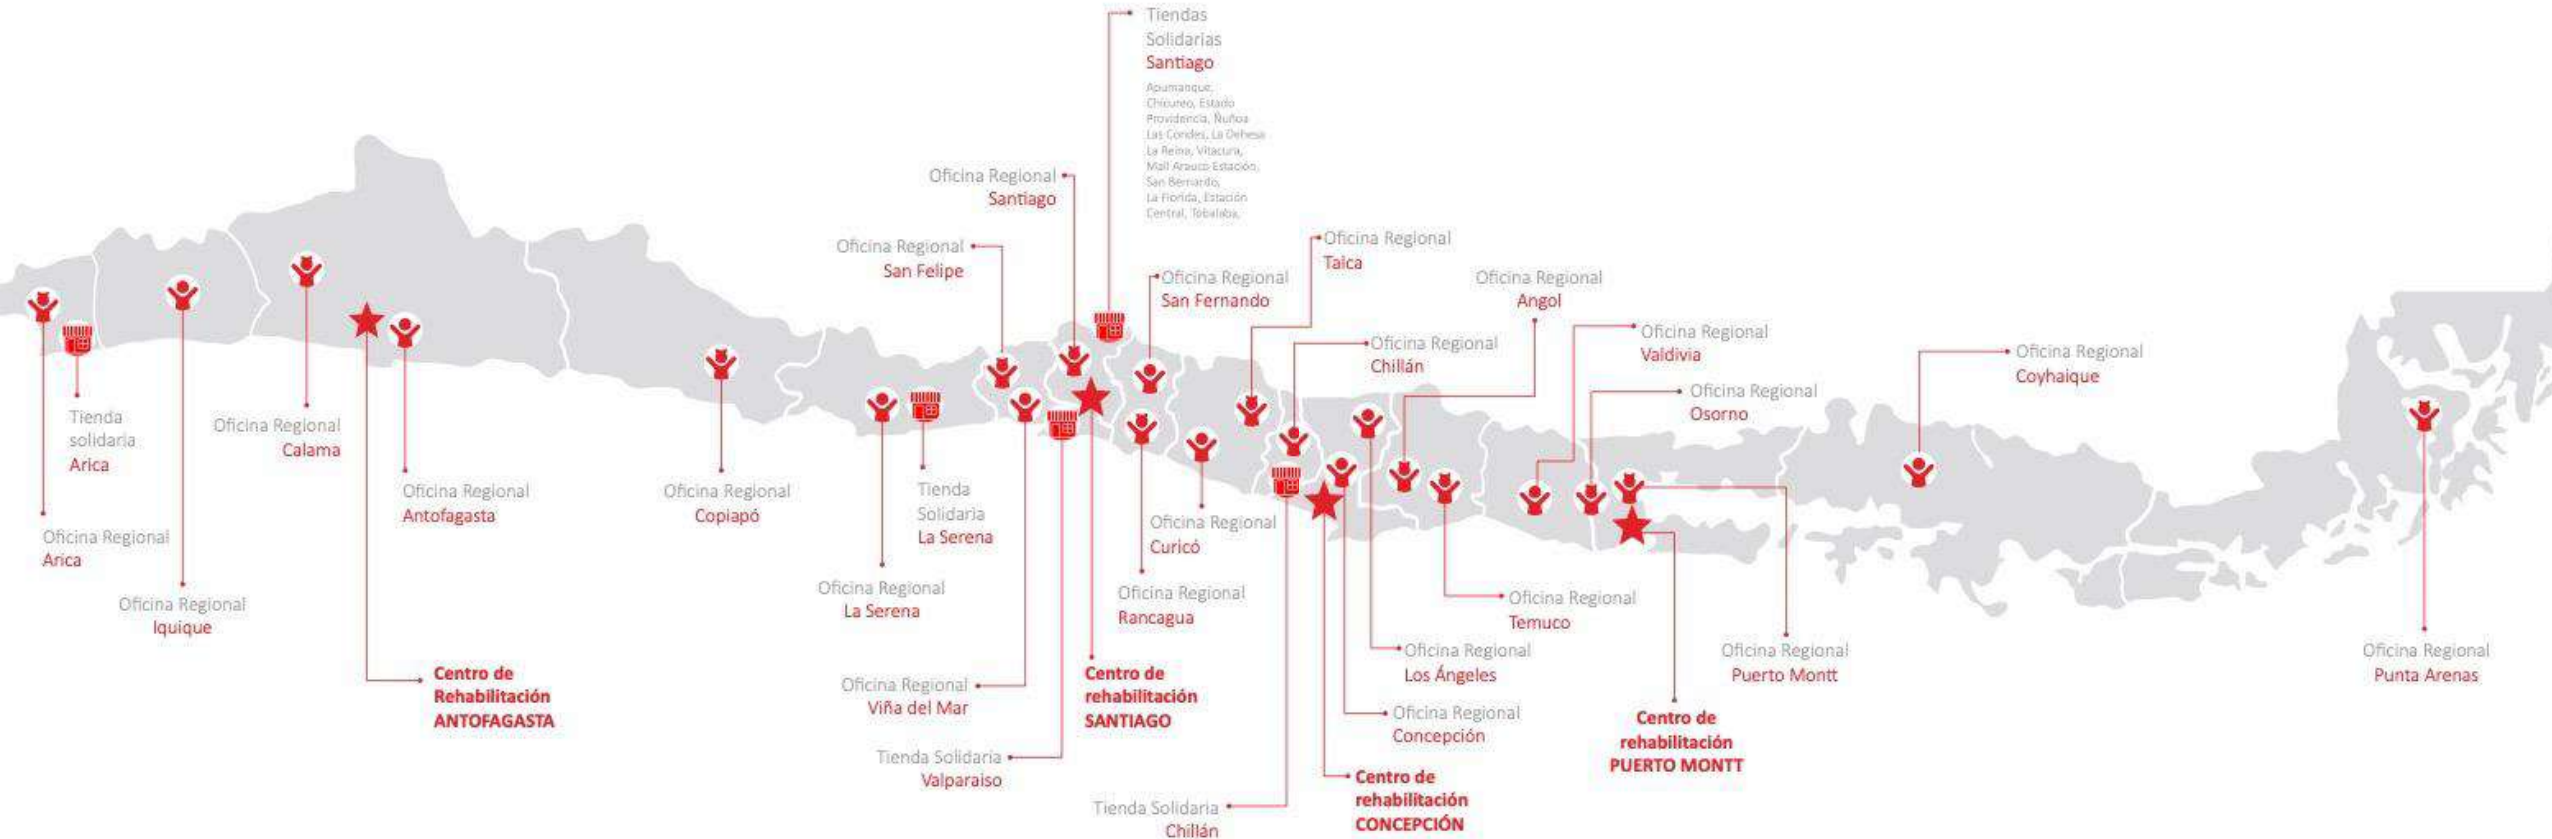 Tiendas
Solidarias
Santiago
Apumanque,
Chicureo, Estado
Providencia, Ñuñoa
Las Condes, La Dehesa
La Reina, Vitacura,
Mall Arauco Estación,
San Bernardo,
La Florida, Estación
Central, Tobalaba,
Oficina Regional
Santiago
Oficina Regional
San Felipe
Oficina Regional
San Fernando
Oficina Regional
Talca
Oficina Regional
Chillán
Oficina Regional
Angol
Oficina Regional
Valdivia
Oficina Regional
Osorno
Oficina Regional
Coyhaique
Tienda
solidaria
Arica
Oficina Regional
Arica
Oficina Regional
Iquique
Oficina Regional
Calama
Oficina Regional
Antofagasta
Centro de
Rehabilitación
ANTOFAGASTA
Oficina Regional
Copiapó
Oficina Regional
La Serena
Tienda
Solidaria
La Serena
Oficina Regional
Viña del Mar
Tienda Solidaria
Valparaiso
Centro de
rehabilitación
SANTIAGO
Oficina Regional
Rancagua
Oficina Regional
Curicó
Tienda Solidaria
Chillán
Centro de
rehabilitación
CONCEPCIÓN
Oficina Regional
Concepción
Oficina Regional
Los Ángeles
Oficina Regional
Temuco
Centro de
rehabilitación
PUERTO MONTT
Oficina Regional
Puerto Montt
Oficina Regional
Punta Arenas